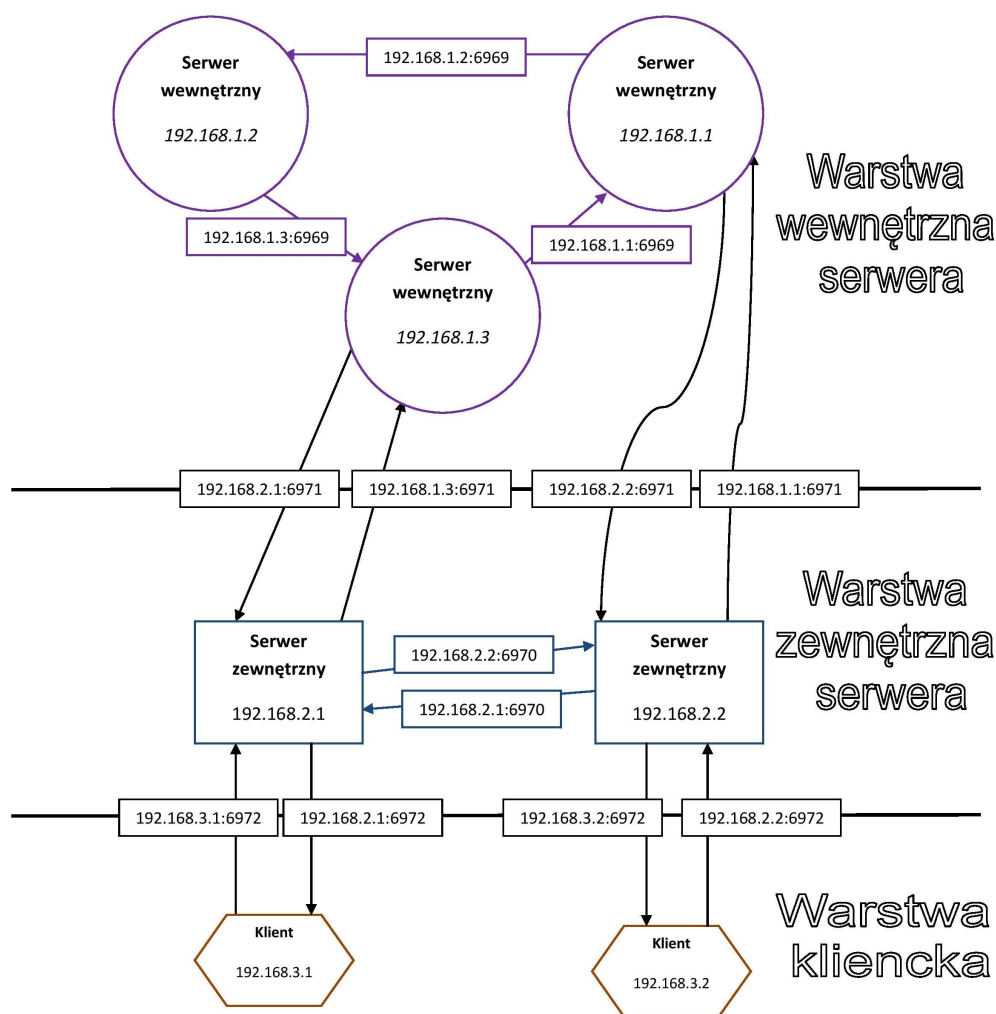 192.168.1.2:6969
Serwer
wewnętrzny
192.168.1.2
Serwer
wewnętrzny
192.168.1.1
Warstwa
wewnętrzna
serwera
192.168.1.3:6969
192.168.1.1:6969
Serwer
wewnętrzny
192.168.1.3
192.168.2.1:6971
192.168.1.3:6971
192.168.2.2:6971
192.168.1.1:6971
Warstwa
zewnętrzna
serwera
Serwer
zewnętrzny
192.168.2.1
192.168.2.2:6970
192.168.2.1:6970
Serwer
zewnętrzny
192.168.2.2
192.168.3.1:6972
192.168.2.1:6972
192.168.3.2:6972
192.168.2.2:6972
Warstwa
kliencka
Klient
192.168.3.1
Klient
192.168.3.2